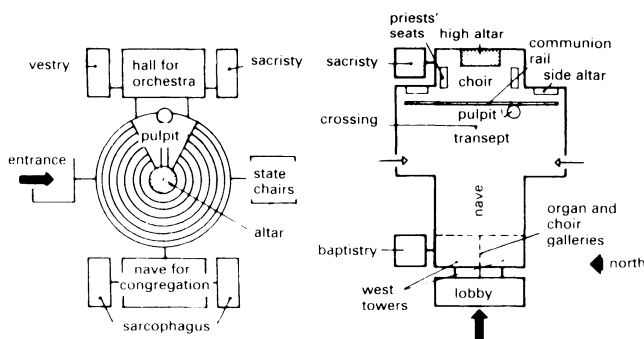 vestry
hall for
orchestra
sacristy
pulpit
entrance
state
chairs
altar
nave for
congregation
sarcophagus
priests'
seats
high altar
communion
rail
sacristy
choir
side altar
crossing
pulpit
transept
nave
organ and
choir
galleries
baptistry
north
west
towers
lobby